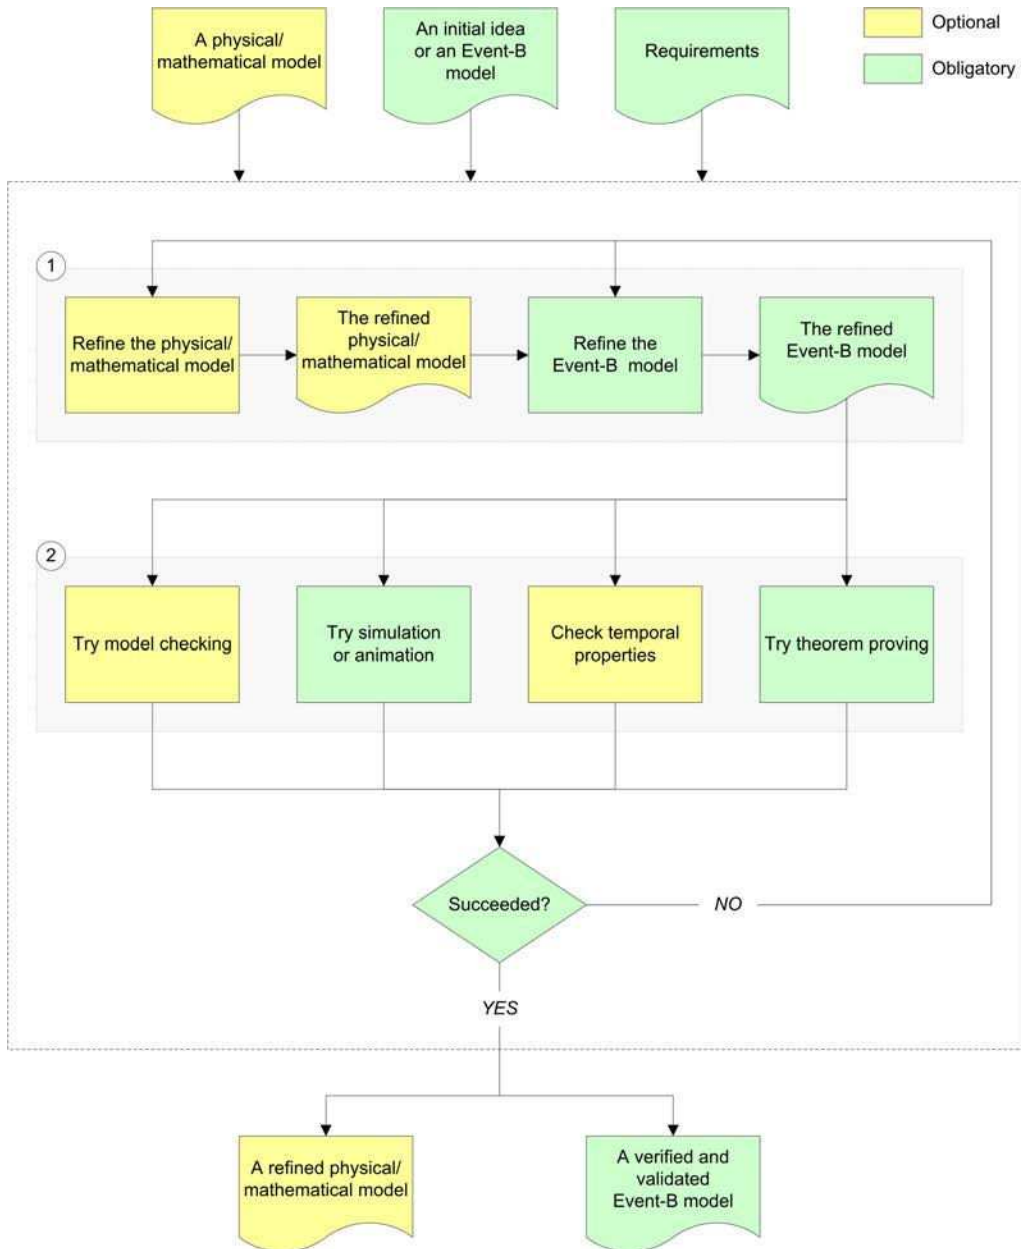 A physical/
mathematical model
An initial idea
or an Event-B
model
Requirements
Optional
Obligatory
1
Refine the physical/
mathematical model
The refined
physical/
mathematical model
Refine the
Event-B model
The refined
Event-B model
2
Try model checking
Try simulation
or animation
Check temporal
properties
Try theorem proving
Succeeded?
NO
YES
A refined physical/
mathematical model
A verified and
validated
Event-B model